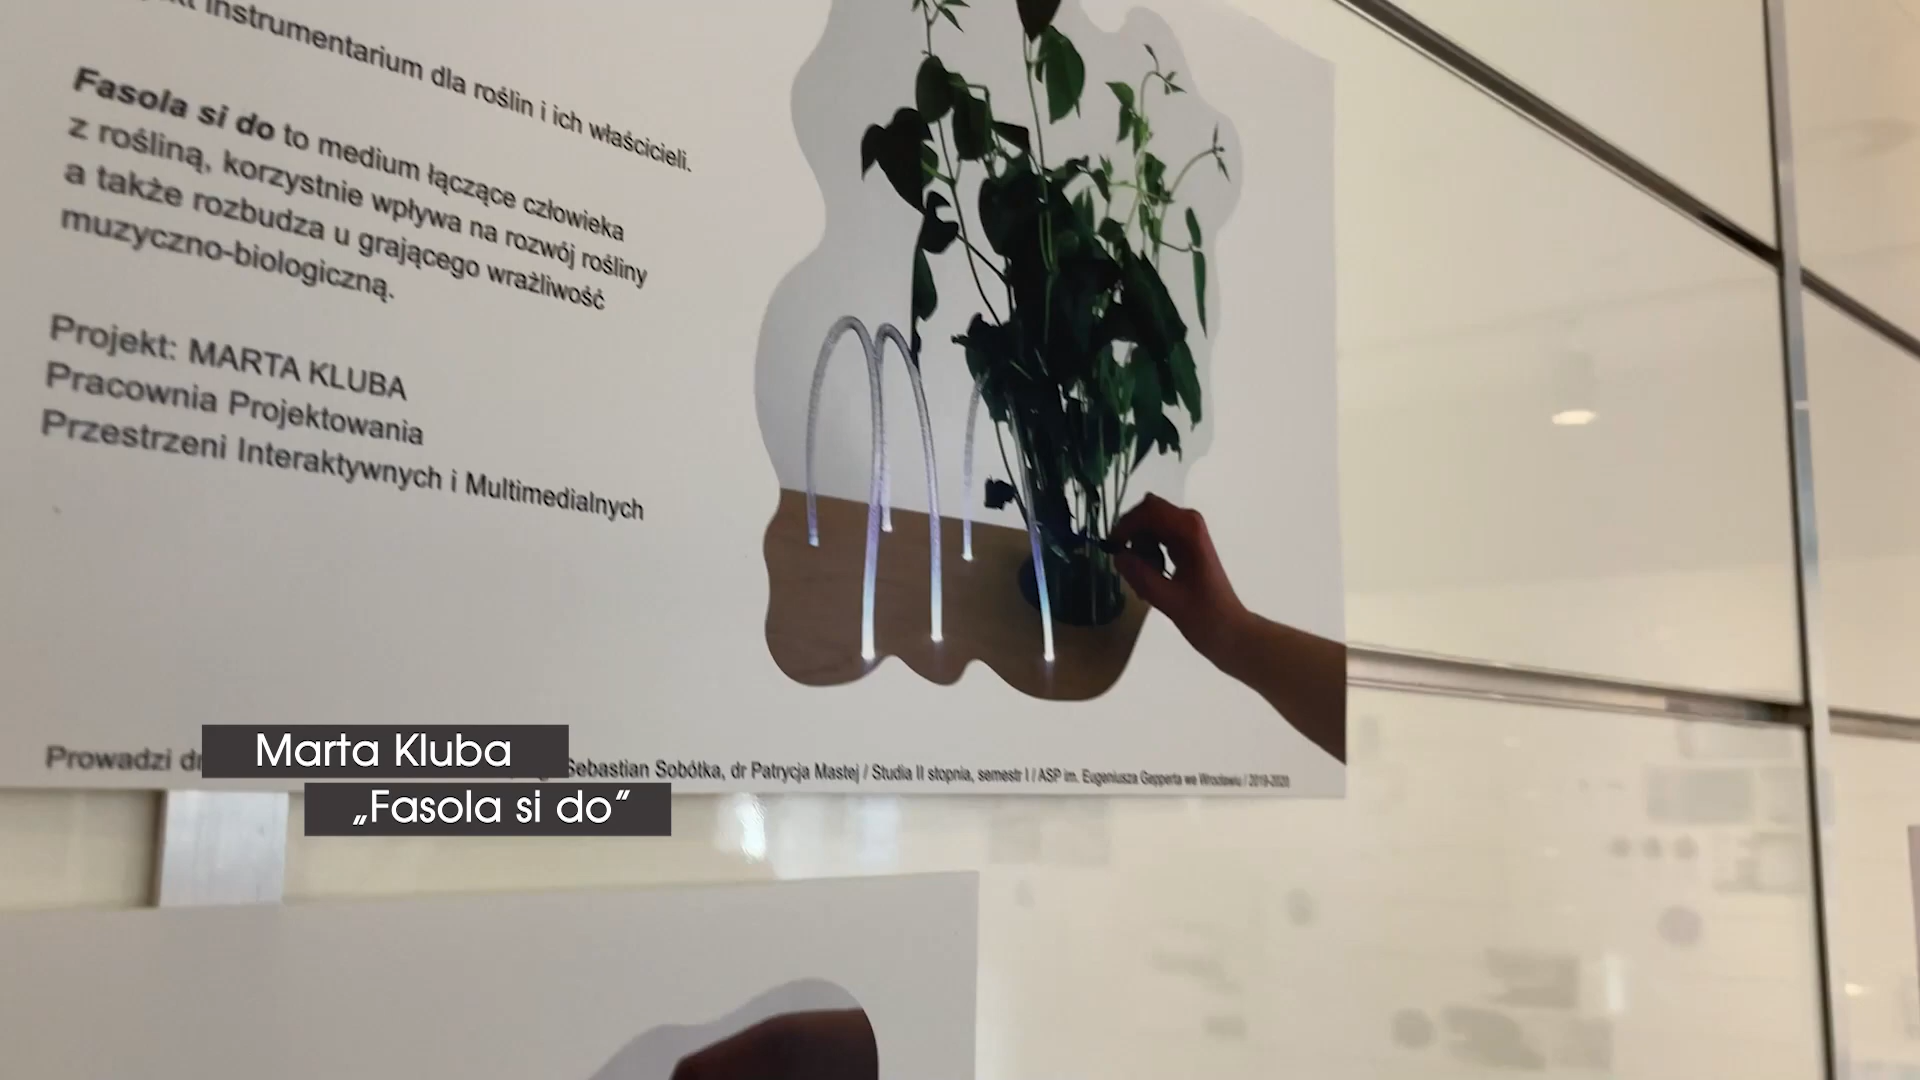 instrumentarium dla roślin i ich właścicieli.
Fasola si do to medium łączące człowieka
z rośliną, korzystnie wpływa na rozwój rośliny
a także rozbudza u grającego wrażliwość
muzyczno-biologiczną.
Projekt: MARTA KLUBA
Pracownia Projektowania
Przestrzeni Interaktywnych i Multimedialnych
Prowadzi dr Sebastian Sobótka, dr Patrycja Mastej / Studia II stopnia, semestr I / ASP im. Eugeniusza Gepperta we Wrocławiu / 2019-2020
Marta Kluba
„Fasola si do“